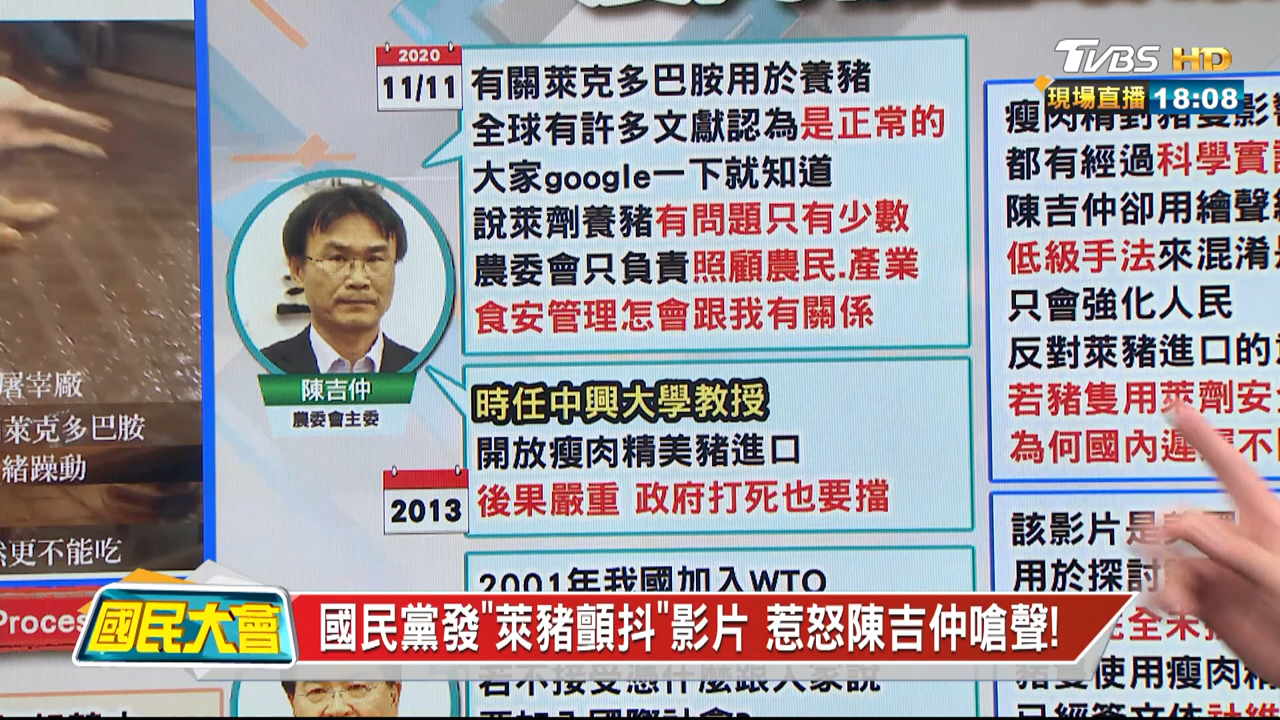 TVBS HD
現場直播 18:08
2020
11/11
有關萊克多巴胺用於養豬
全球有許多文獻認為是正常的
大家google一下就知道
說萊劑養豬有問題只有少數
農委會只負責照顧農民.產業
食安管理怎會跟我有關係
陳吉仲
農委會主委
時任中興大學教授
2013
開放瘦肉精美豬進口
後果嚴重 政府打死也要擋
2001年我國加入WTO
若不接受憑什麼跟人家說
瘦肉精對豬隻影
都有經過科學實
陳吉仲卻用繪聲
低級手法來混淆
只會強化人民
反對萊豬進口的
若豬隻用萊劑安
為何國內遲遲不
該影片是
用於探討
豬隻使用瘦肉精
屠宰廠
萊克多巴胺
緒躁動
然更不能吃
Proces
國民大會
國民黨發"萊豬顫抖"影片 惹怒陳吉仲嗆聲!